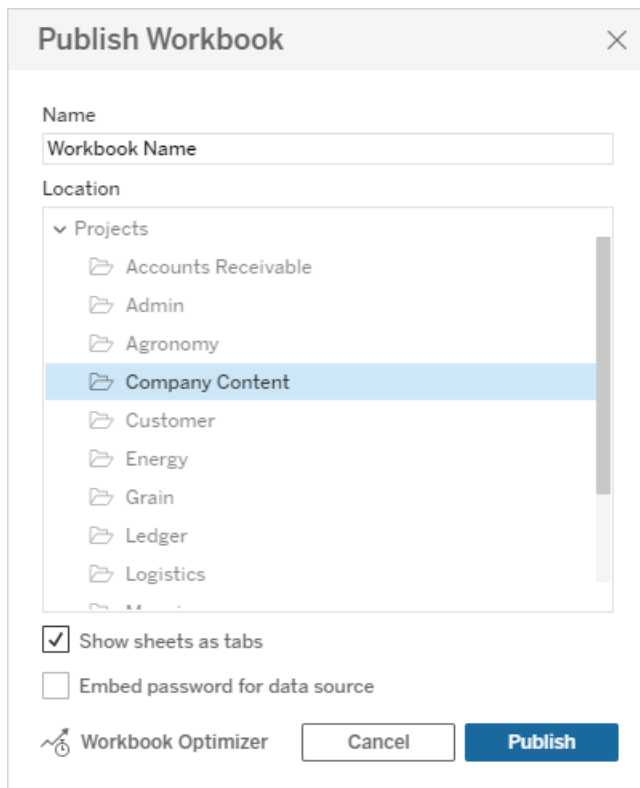 Publish Workbook
Name
Workbook Name
Location
Projects
Accounts Receivable
Admin
Agronomy
Company Content
Customer
Energy
Grain
Ledger
Logistics
Show sheets as tabs
Embed password for data source
Workbook Optimizer Cancel Publish